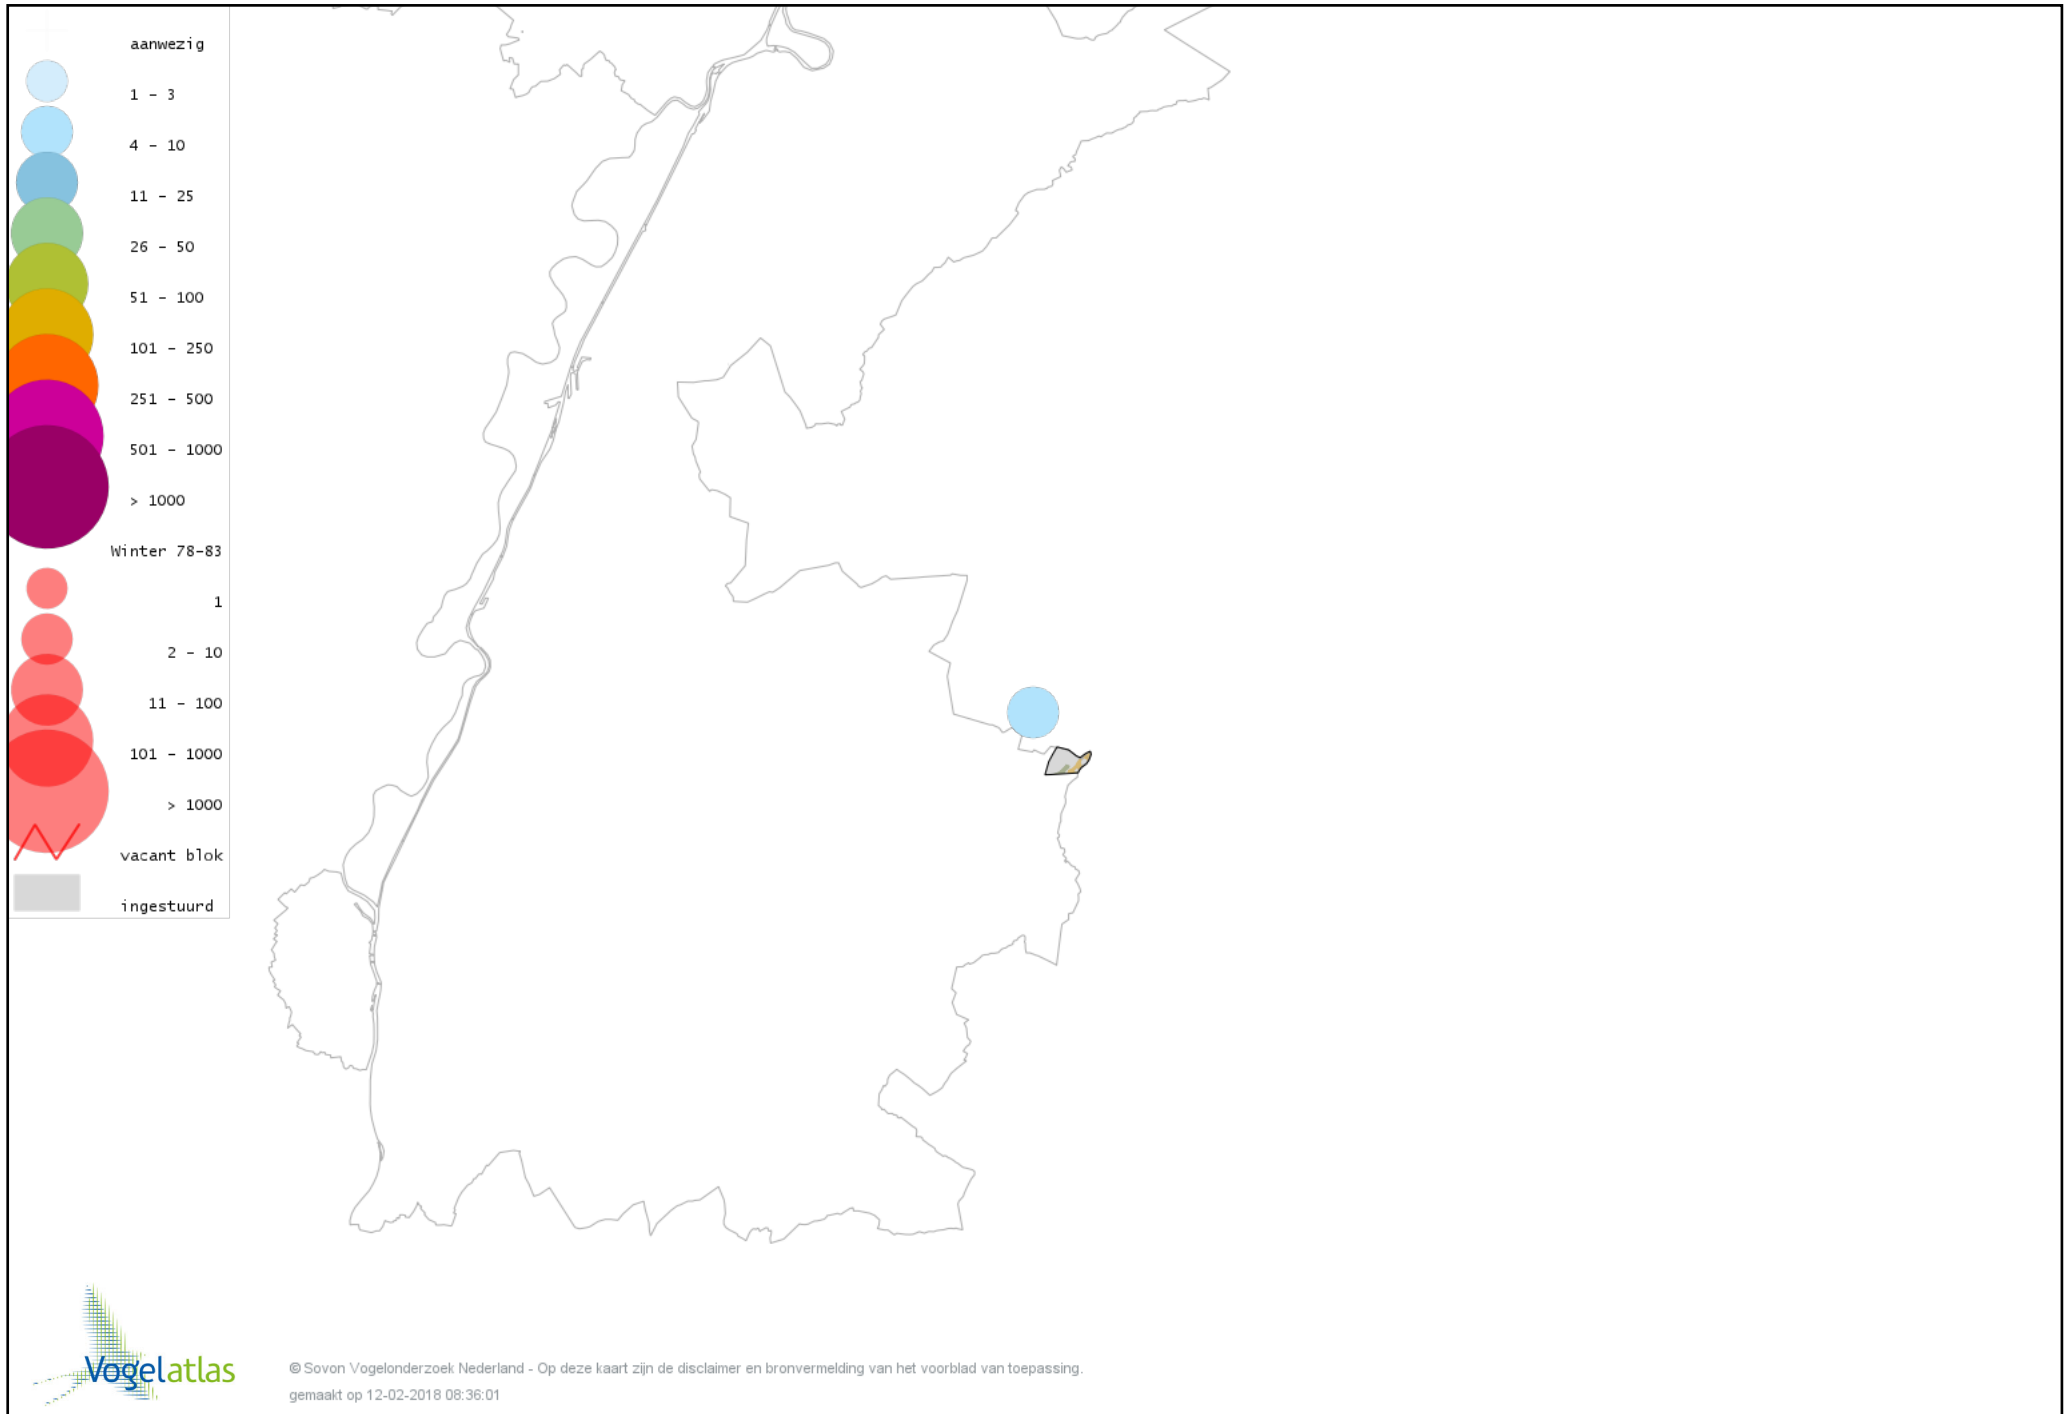 aanwezig
1 - 3
4 - 10
11 - 25
26 - 50
51 - 100
101 - 250
251 - 500
501 - 1000
> 1000
Winter 78-83
1
2 - 10
11 - 100
101 - 1000
> 1000
vacant blok
ingestuurd
Vogelatlas
© Sovon Vogelonderzoek Nederland - Op deze kaart zijn de disclaimer en bronvermelding van het voorblad van toepassing.
gemaakt op 12-02-2018 08:36:01